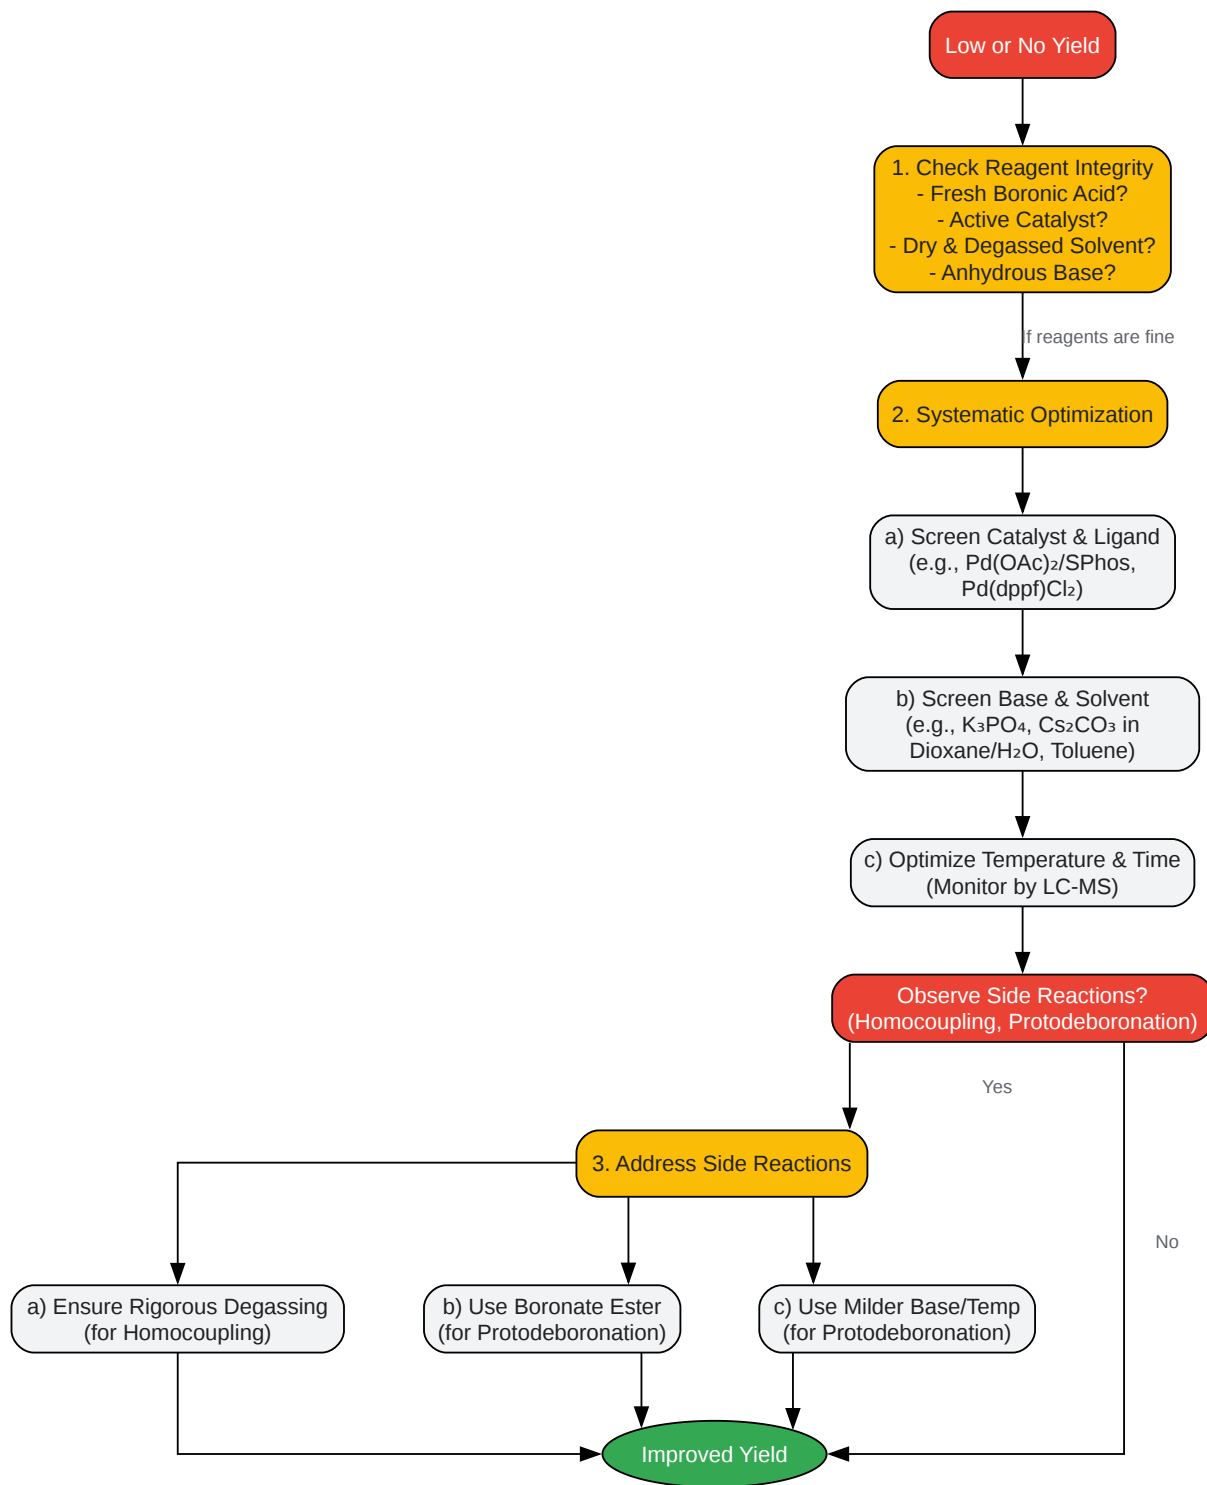 Low or No Yield
1. Check Reagent Integrity
- Fresh Boronic Acid?
- Active Catalyst?
- Dry & Degassed Solvent?
- Anhydrous Base?
If reagents are fine
2. Systematic Optimization
a) Screen Catalyst & Ligand
(e.g., Pd(OAc)₂/SPhos,
Pd(dppf)Cl₂)
b) Screen Base & Solvent
(e.g., K₃PO₄, Cs₂CO₃ in
Dioxane/H₂O, Toluene)
c) Optimize Temperature & Time
(Monitor by LC-MS)
Observe Side Reactions?
(Homocoupling, Protodeboronation)
Yes
3. Address Side Reactions
No
a) Ensure Rigorous Degassing
(for Homocoupling)
b) Use Boronate Ester
(for Protodeboronation)
c) Use Milder Base/Temp
(for Protodeboronation)
Improved Yield